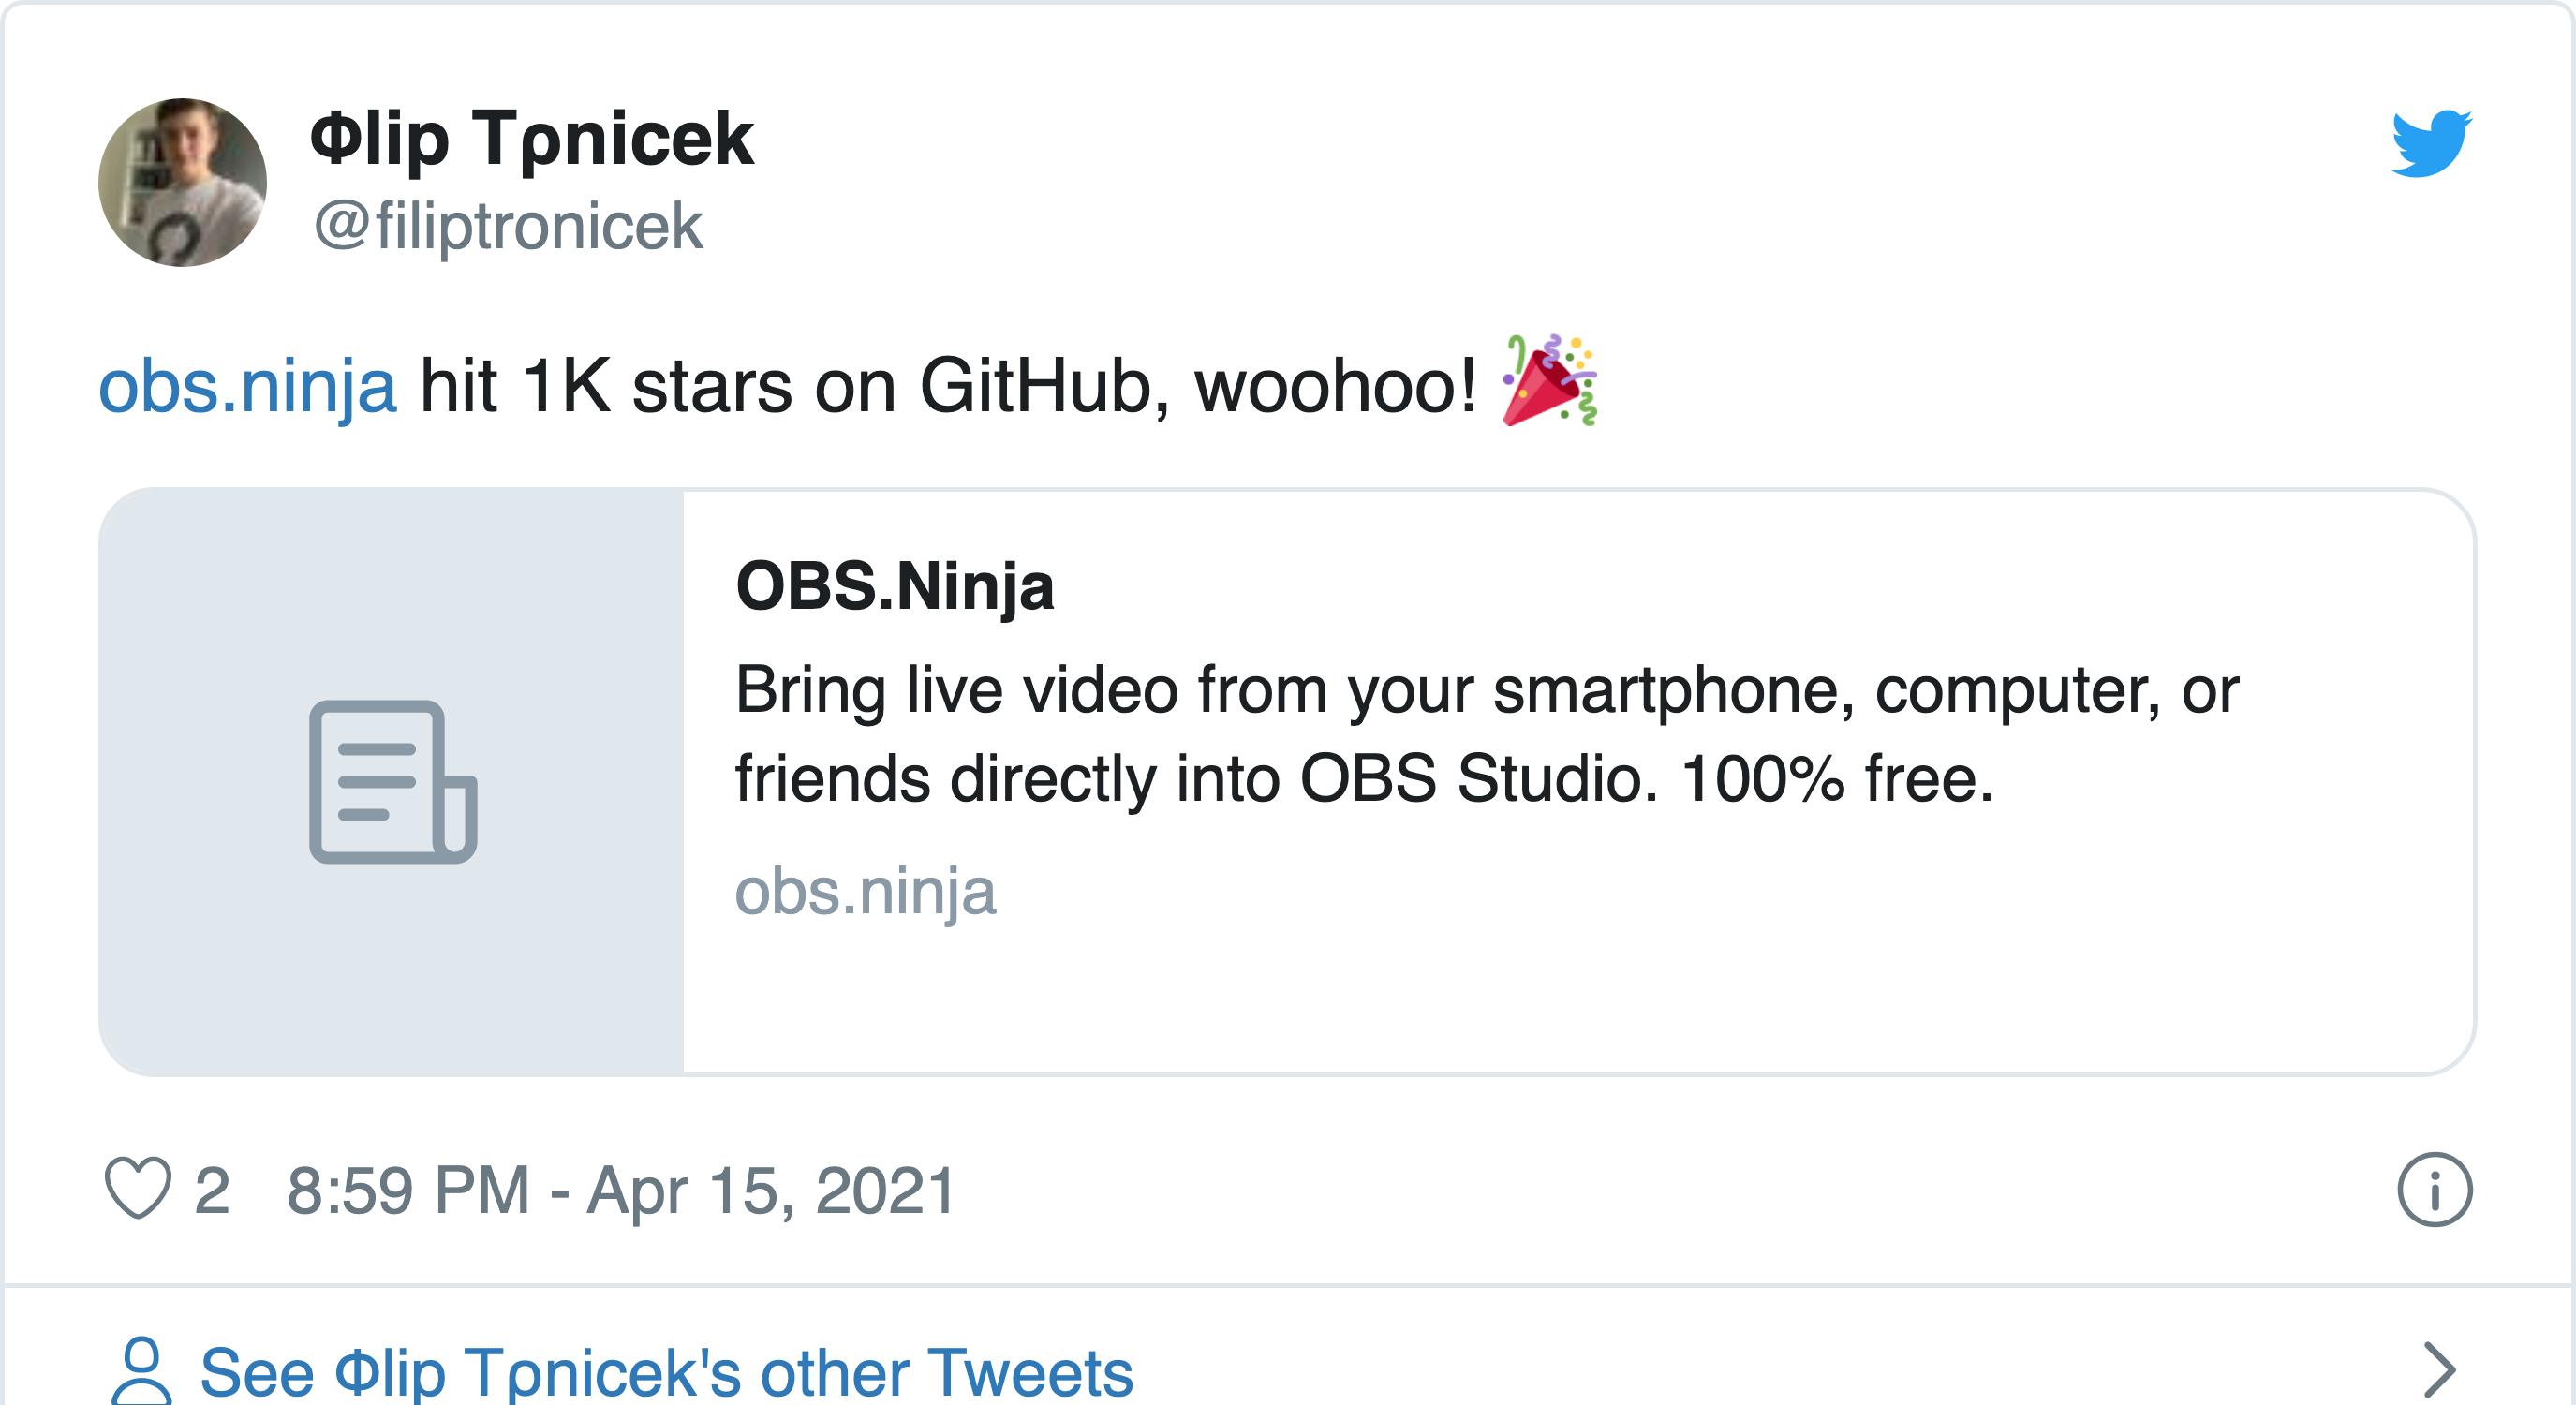 Φlip Tρnicek
@filiptronicek
obs.ninja hit 1K stars on GitHub, woohoo! 🎉
OBS.Ninja
Bring live video from your smartphone, computer, or
friends directly into OBS Studio. 100% free.
obs.ninja
2 8:59 PM - Apr 15, 2021
See Φlip Tρnicek's other Tweets